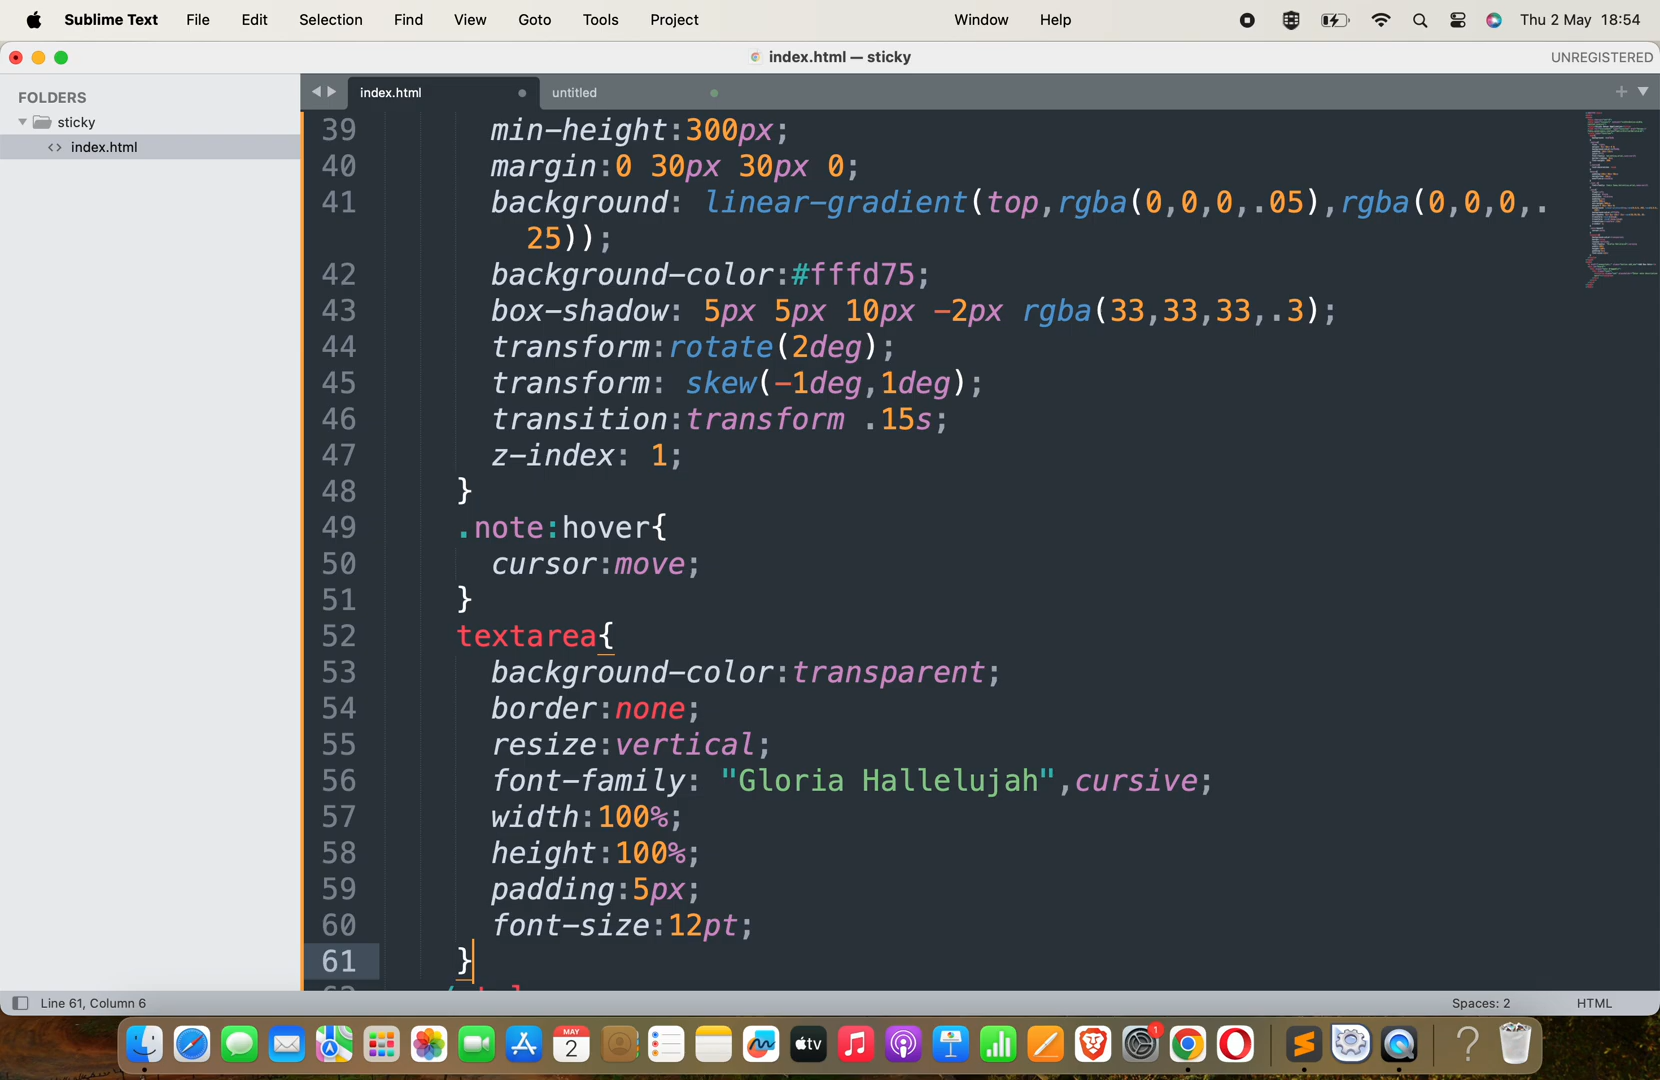 Sublime Text File Edit Selection Find View Goto Tools Project Window Help Thu 2 May 18:54
index.html — sticky UNREGISTERED
FOLDERS
sticky
index.html
index.html untitled
39 min-height:300px;
40 margin:0 30px 30px 0;
41 background: linear-gradient(top,rgba(0,0,0,.05),rgba(0,0,0,.
25));
42 background-color:#fffd75;
43 box-shadow: 5px 5px 10px -2px rgba(33,33,33,.3);
44 transform:rotate(2deg);
45 transform: skew(-1deg,1deg);
46 transition:transform .15s;
47 z-index: 1;
48 }
49 .note:hover{
50 cursor:move;
51 }
52 textarea{
53 background-color:transparent;
54 border:none;
55 resize:vertical;
56 font-family: "Gloria Hallelujah",cursive;
57 width:100%;
58 height:100%;
59 padding:5px;
60 font-size:12pt;
61 }
Line 61, Column 6 Spaces: 2 HTML
MAY
2
tv
1